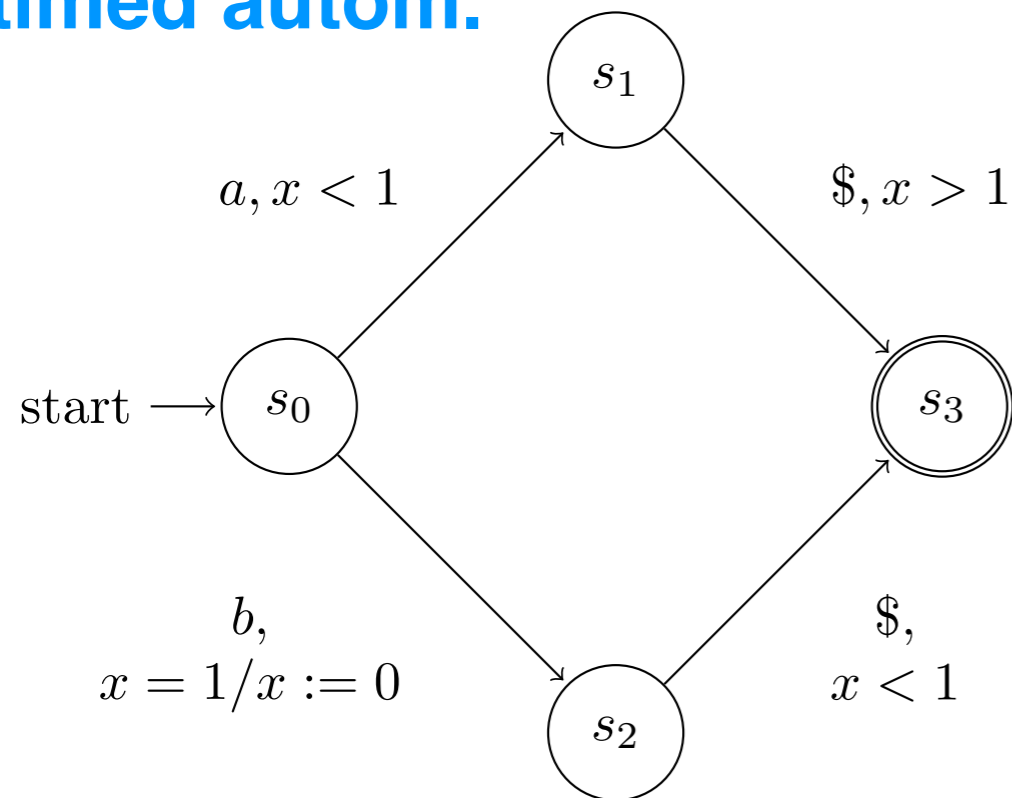 timed autom.
s₁
a, x < 1
$, x > 1
start
s₀
s₃
b,
x = 1/x := 0
$,
x < 1
s₂